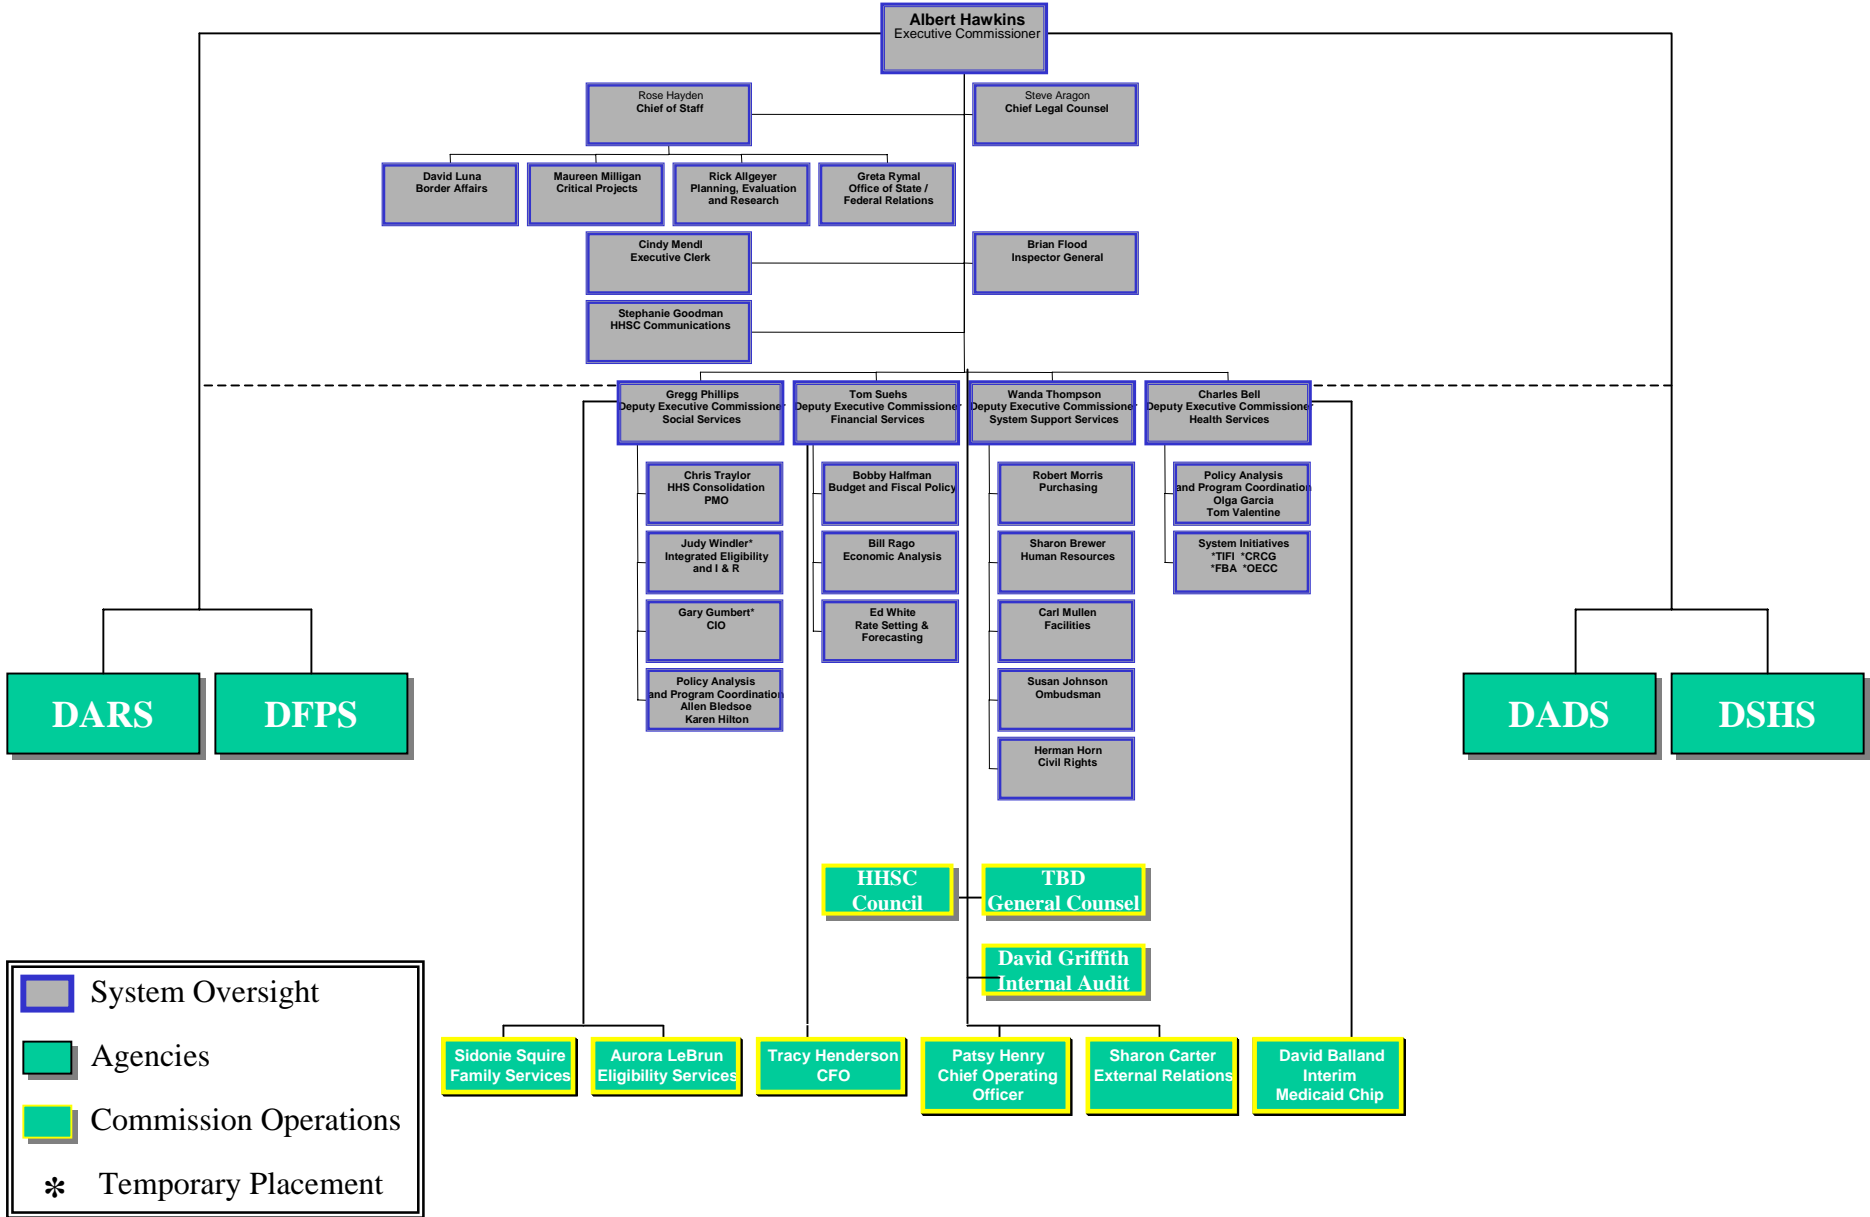 Albert Hawkins
Executive Commissioner
Rose Hayden
Chief of Staff
Steve Aragon
Chief Legal Counsel
David Luna
Border Affairs
Maureen Milligan
Critical Projects
Rick Allgeyer
Planning, Evaluation
and Research
Greta Rymal
Office of State /
Federal Relations
Cindy Mendl
Executive Clerk
Brian Flood
Inspector General
Stephanie Goodman
HHSC Communications
Gregg Phillips
Deputy Executive Commissioner
Social Services
Tom Suehs
Deputy Executive Commissioner
Financial Services
Wanda Thompson
Deputy Executive Commissioner
System Support Services
Charles Bell
Deputy Executive Commissioner
Health Services
Chris Traylor
HHS Consolidation
PMO
Judy Windler*
Integrated Eligibility
and I & R
Gary Gumbert*
CIO
Policy Analysis
and Program Coordination
Allen Bledsoe
Karen Hilton
Bobby Halfman
Budget and Fiscal Policy
Bill Rago
Economic Analysis
Ed White
Rate Setting &
Forecasting
Robert Morris
Purchasing
Sharon Brewer
Human Resources
Carl Mullen
Facilities
Susan Johnson
Ombudsman
Herman Horn
Civil Rights
Policy Analysis
and Program Coordination
Olga Garcia
Tom Valentine
System Initiatives
*TIFI *CRCG
*FBA *OECC
DARS
DFPS
DADS
DSHS
HHSC
Council
TBD
General Counsel
David Griffith
Internal Audit
Sidonie Squire
Family Services
Aurora LeBrun
Eligibility Services
Tracy Henderson
CFO
Patsy Henry
Chief Operating
Officer
Sharon Carter
External Relations
David Balland
Interim
Medicaid Chip
System Oversight
Agencies
Commission Operations
* Temporary Placement